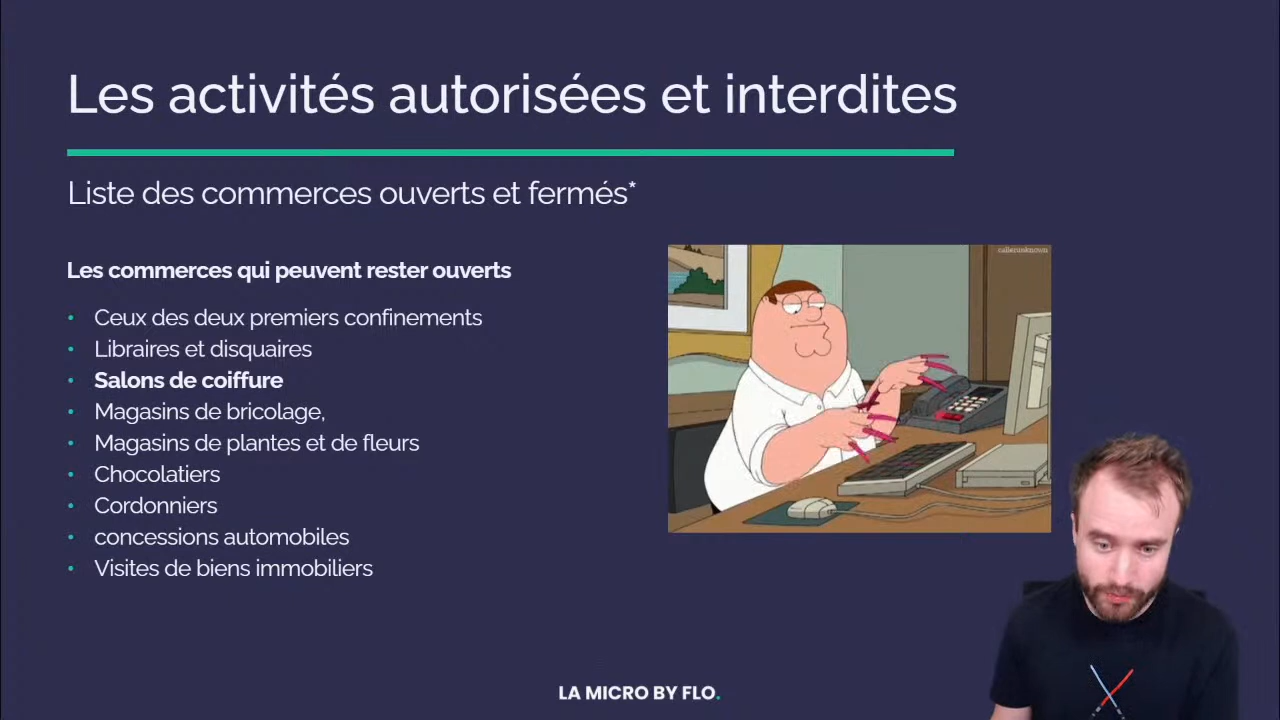 Les activités autorisées et interdites
Liste des commerces ouverts et fermés*
Les commerces qui peuvent rester ouverts
• Ceux des deux premiers confinements
• Libraires et disquaires
• Salons de coiffure
• Magasins de bricolage,
• Magasins de plantes et de fleurs
• Chocolatiers
• Cordonniers
• concessions automobiles
• Visites de biens immobiliers
callerunknown
LA MICRO BY FLO.